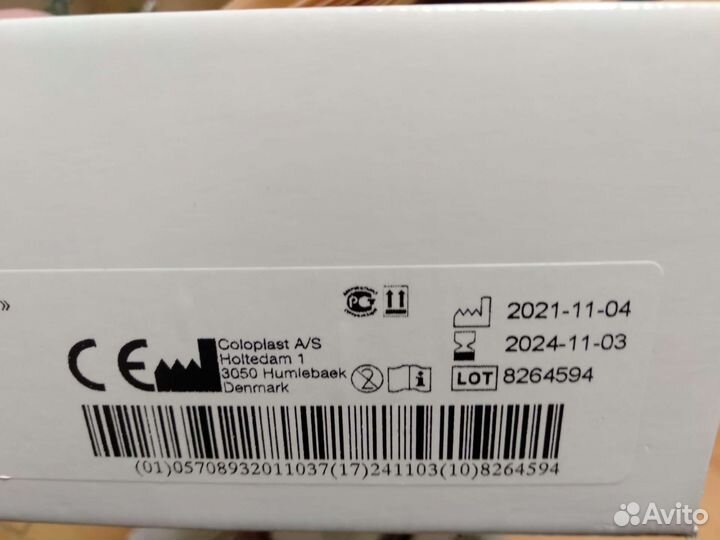 »
2021-11-04
2024-11-03
LOT 8264594
CE
Coloplast A/S
Holtedam 1
3050 Humlebaek
Denmark
(01)05708932011037(17)241103(10)8264594
Avito